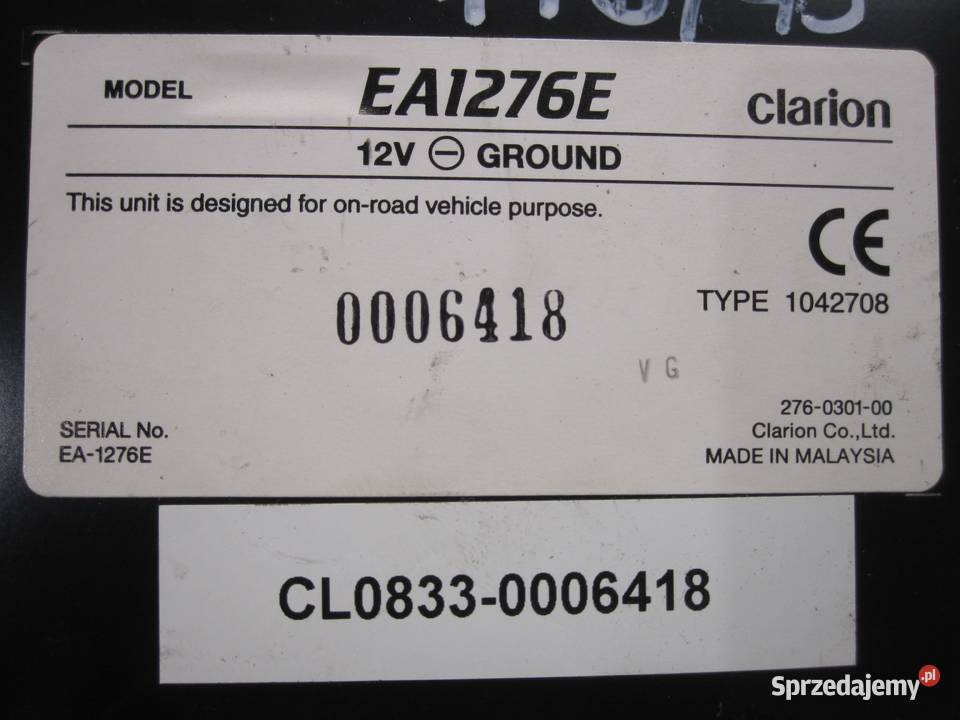 MODEL EA1276E Clarion
12V ⊖ GROUND
This unit is designed for on-road vehicle purpose.
CE
0006418
TYPE 1042708
V G
SERIAL No.
EA-1276E
276-0301-00
Clarion Co.,Ltd.
MADE IN MALAYSIA
CL0833-0006418
Sprzedajemy.pl